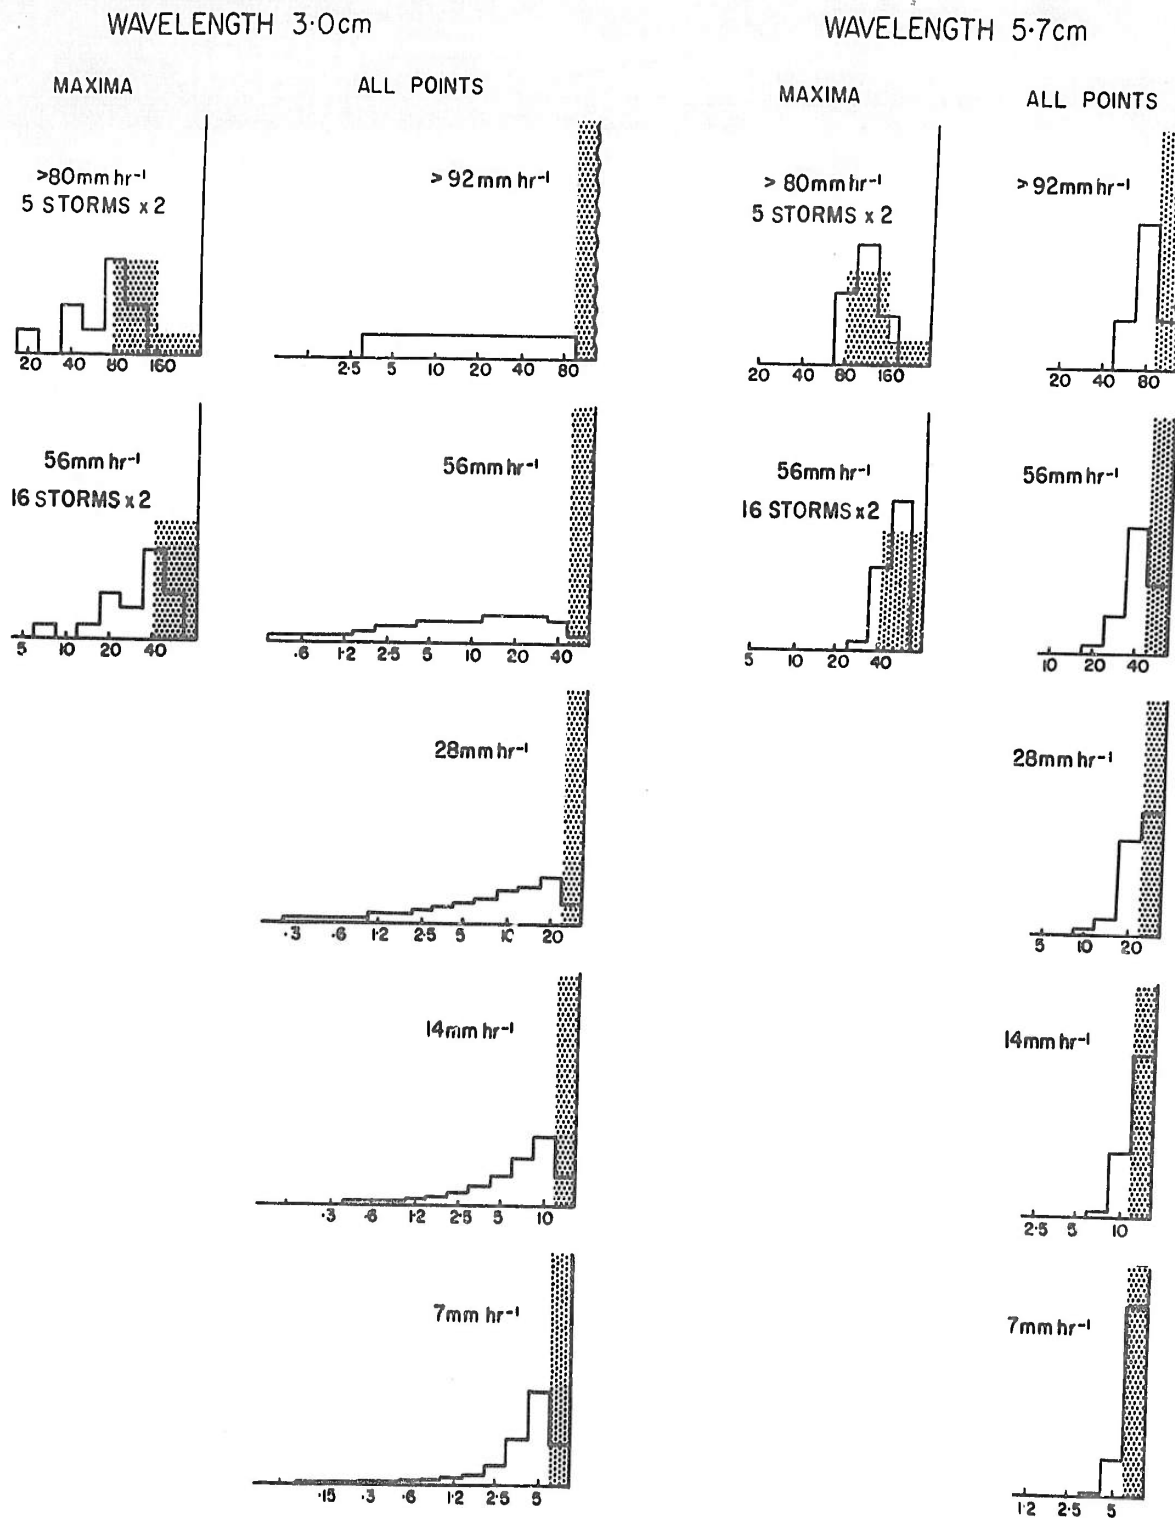 WAVELENGTH 3·0cm
WAVELENGTH 5·7cm
MAXIMA
ALL POINTS
MAXIMA
ALL POINTS
>80mm hr⁻¹
5 STORMS x 2
20 40 80 160
> 92mm hr⁻¹
2·5 5 10 20 40 80
> 80mm hr⁻¹
5 STORMS x 2
20 40 80 160
>92mm hr⁻¹
20 40 80
56mm hr⁻¹
16 STORMS x 2
5 10 20 40
56mm hr⁻¹
·6 1·2 2·5 5 10 20 40
56mm hr⁻¹
16 STORMS x 2
5 10 20 40
56mm hr⁻¹
10 20 40
28mm hr⁻¹
·3 ·6 1·2 2·5 5 10 20
28mm hr⁻¹
5 10 20
14mm hr⁻¹
·3 ·6 1·2 2·5 5 10
14mm hr⁻¹
2·5 5 10
7mm hr⁻¹
·15 ·3 ·6 1·2 2·5 5
7mm hr⁻¹
1·2 2·5 5